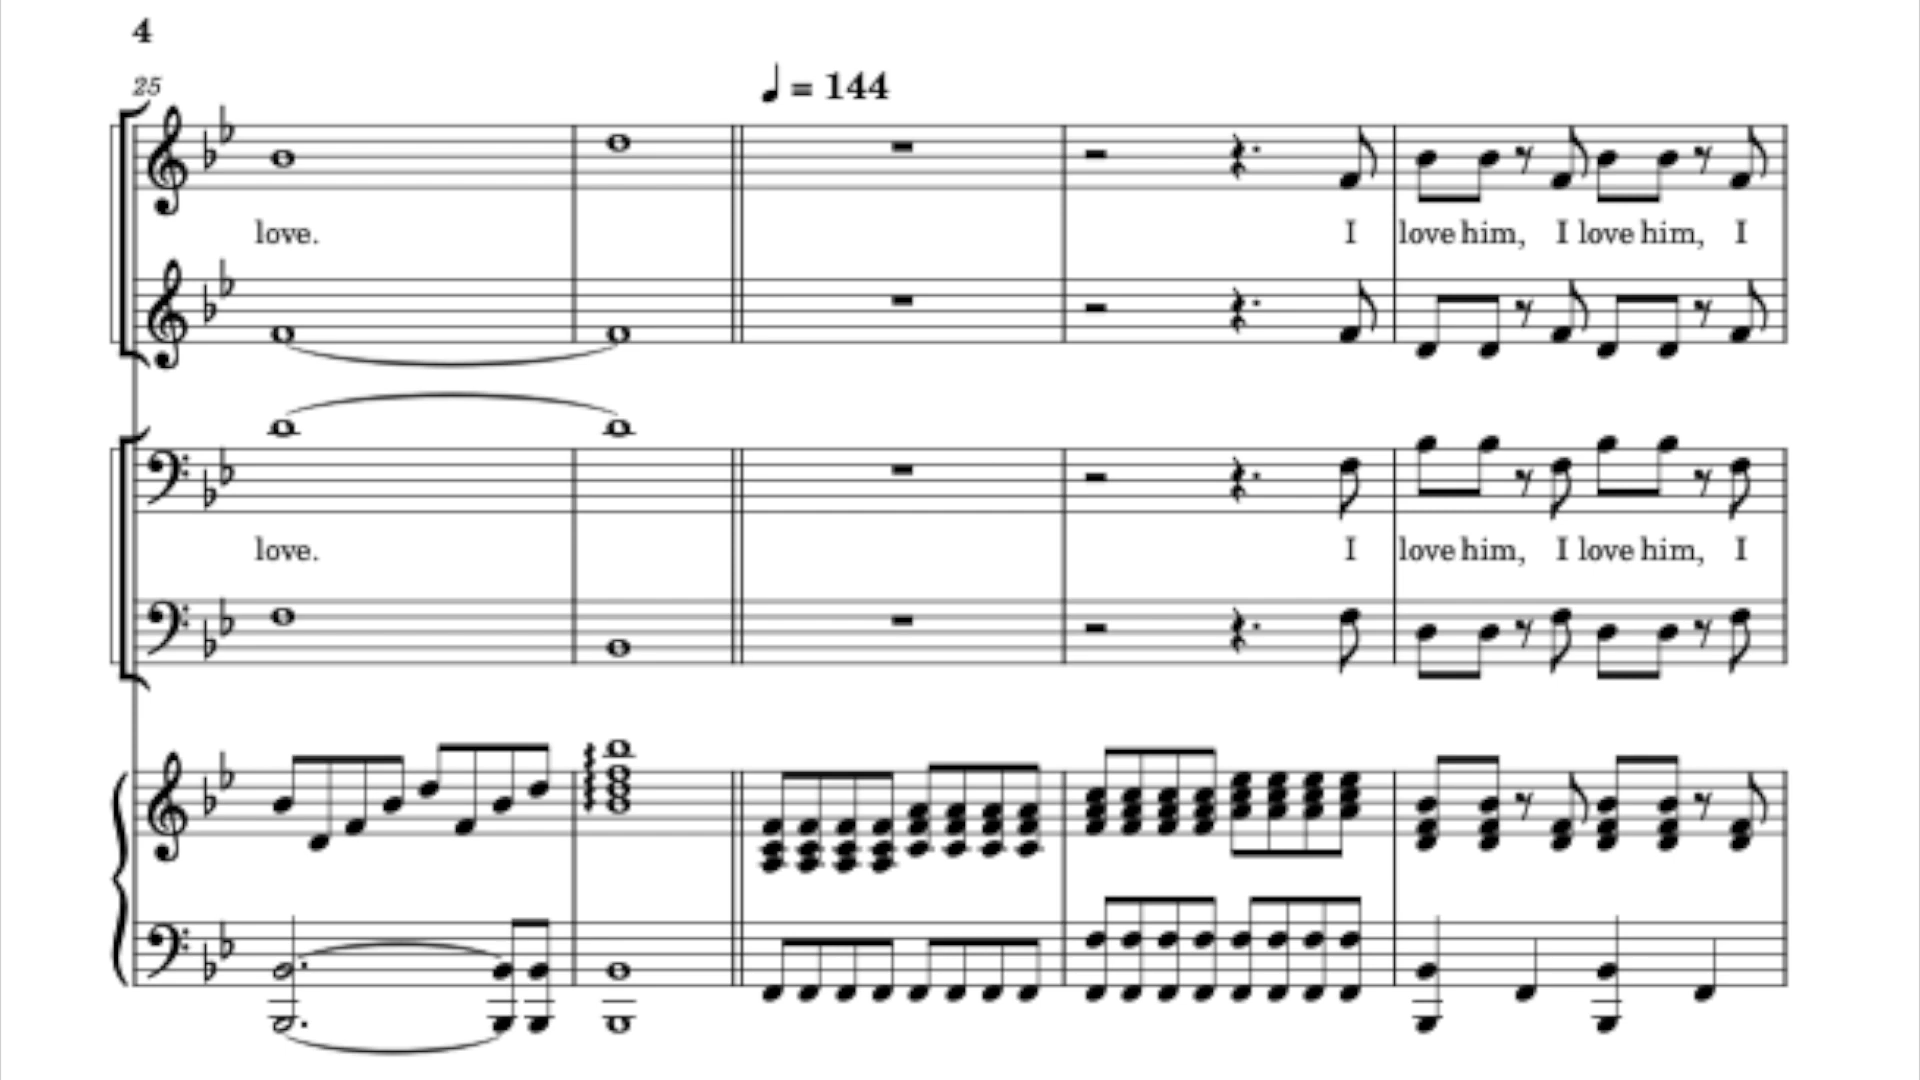 4
25
♩ = 144
love. I love him, I love him, I
love. I love him, I love him, I